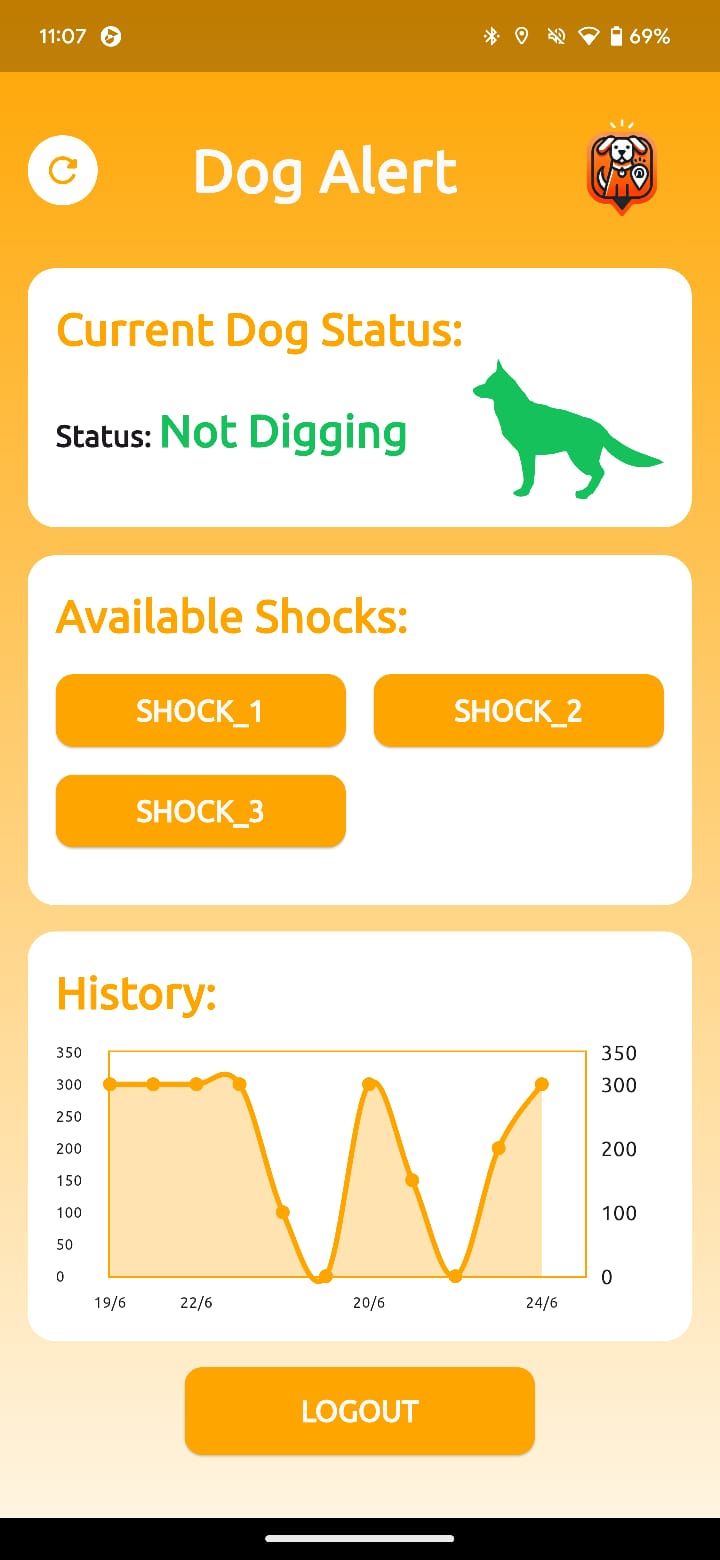 11:07 69%
Dog Alert
Current Dog Status:
Status: Not Digging
Available Shocks:
SHOCK_1 SHOCK_2
SHOCK_3
History:
350 350
300 300
250
200 200
150
100 100
50
0 0
19/6 22/6 20/6 24/6
LOGOUT